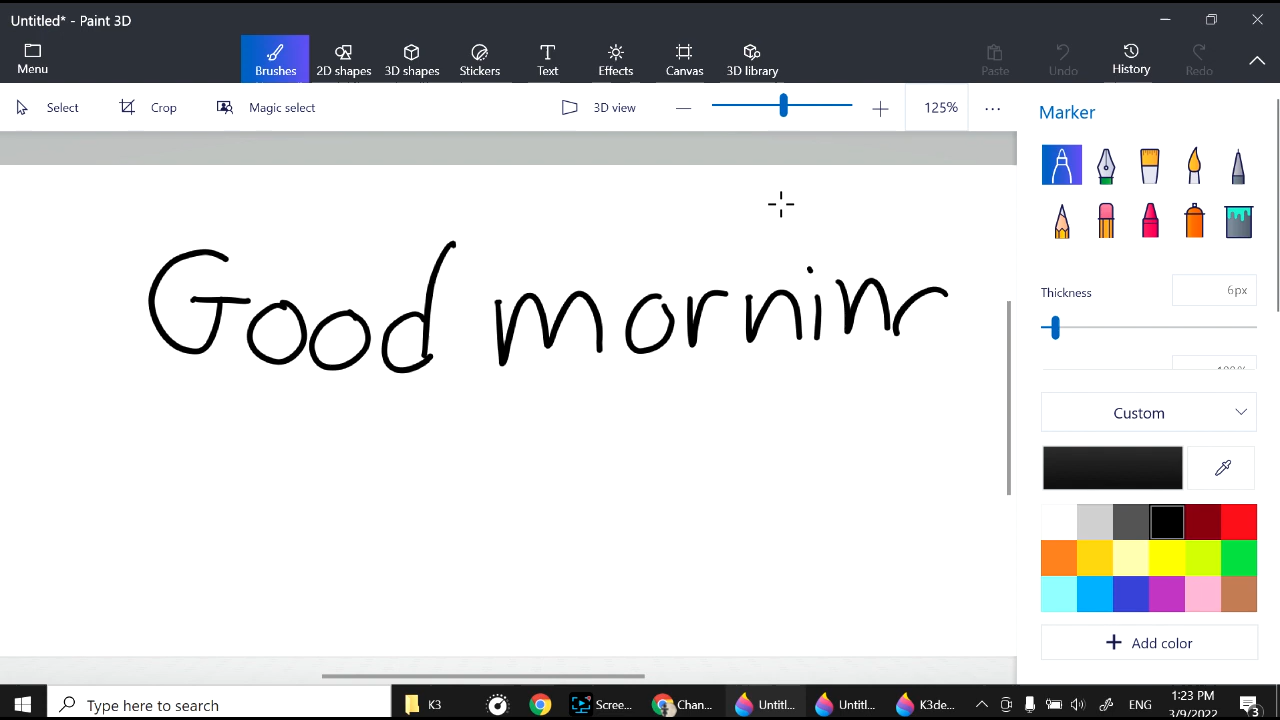 Untitled* - Paint 3D
Menu
Brushes
2D shapes
3D shapes
Stickers
Text
Effects
Canvas
3D library
Paste
Undo
History
Redo
Select
Crop
Magic select
3D view
125%
Marker
Good mornin
Thickness
6px
Custom
Add color
Type here to search
K3
Scree...
Chan...
Untitl...
Untitl...
K3de...
ENG
1:23 PM
3/9/2022
3